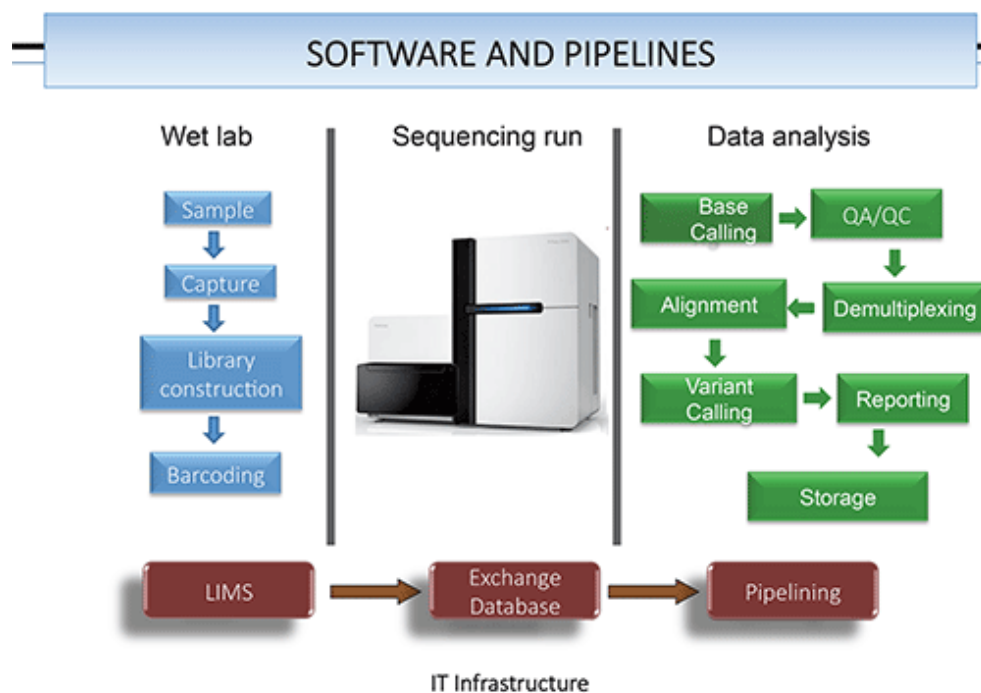 SOFTWARE AND PIPELINES
Wet lab
Sequencing run
Data analysis
Sample
Capture
Library
construction
Barcoding
Base
Calling
QA/QC
Demultiplexing
Alignment
Variant
Calling
Reporting
Storage
LIMS
Exchange
Database
Pipelining
IT Infrastructure